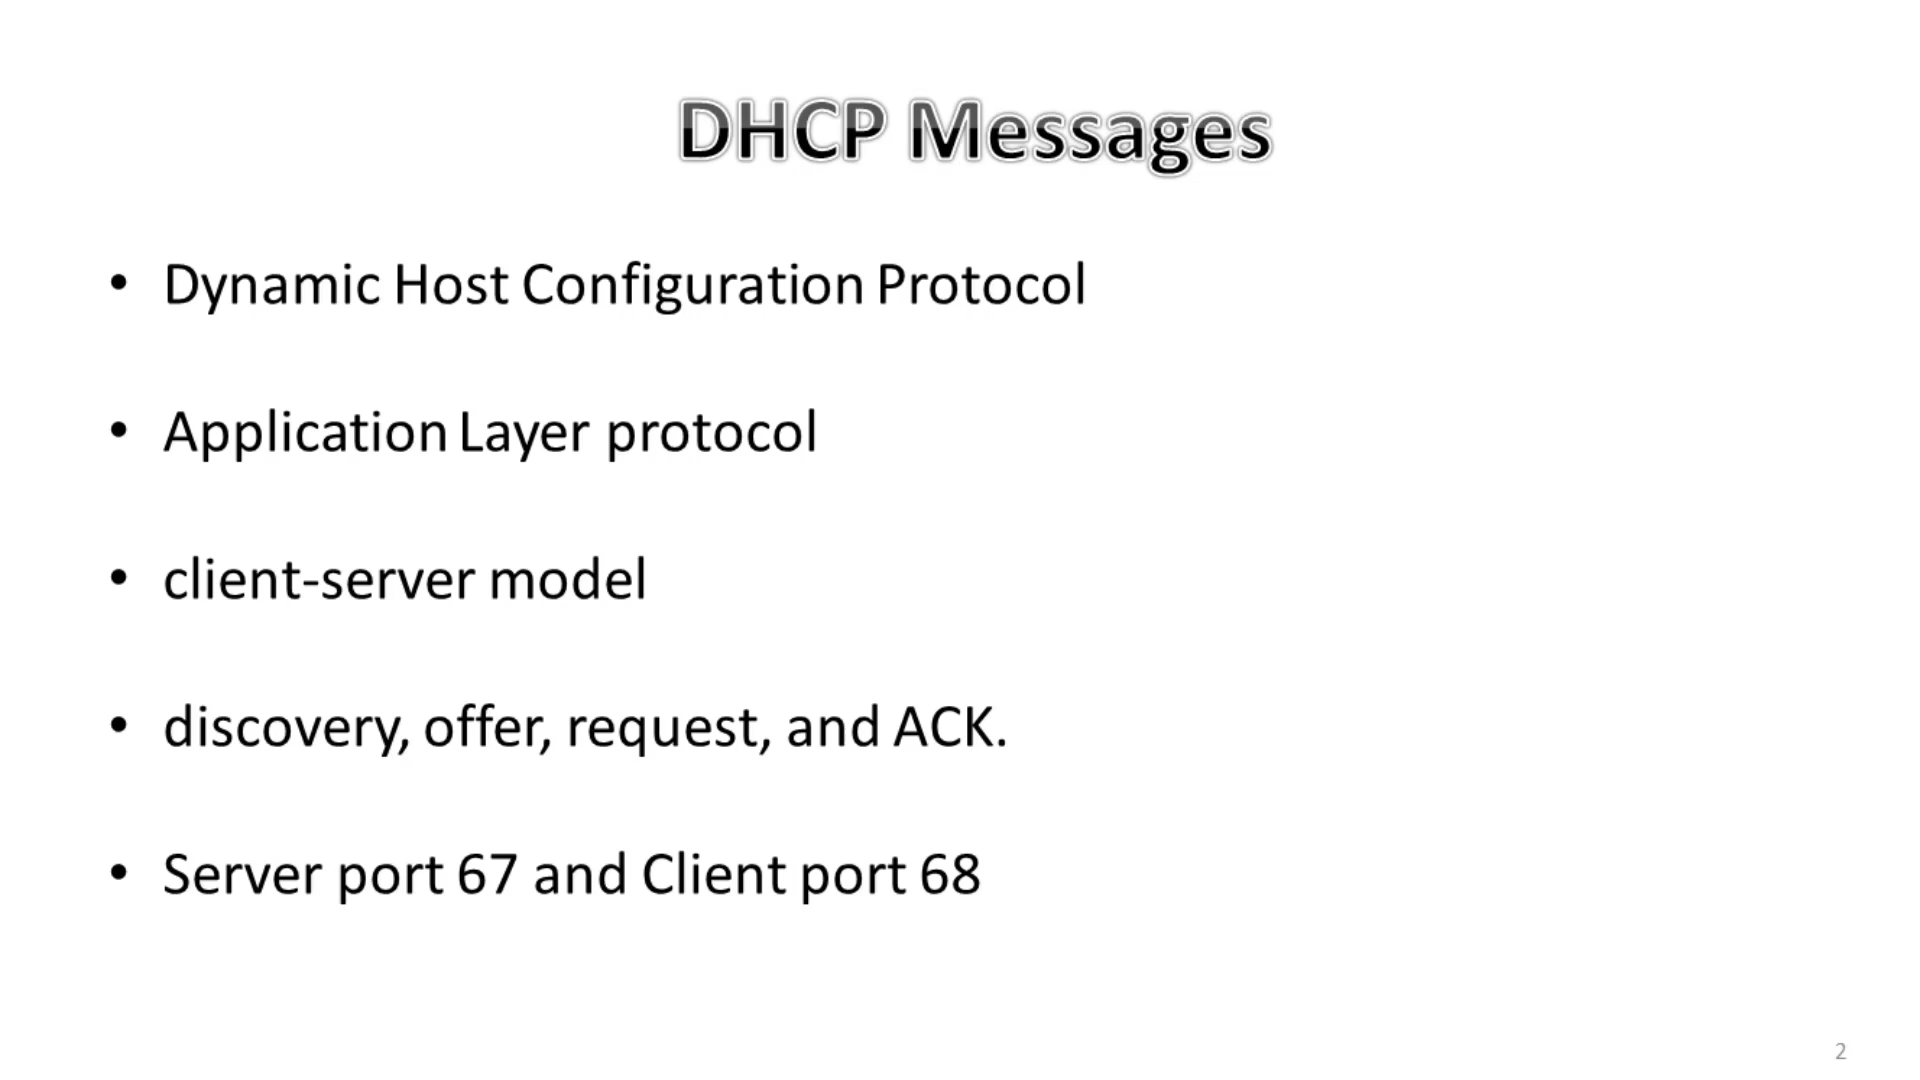 DHCP Messages
• Dynamic Host Configuration Protocol
• Application Layer protocol
• client-server model
• discovery, offer, request, and ACK.
• Server port 67 and Client port 68
2